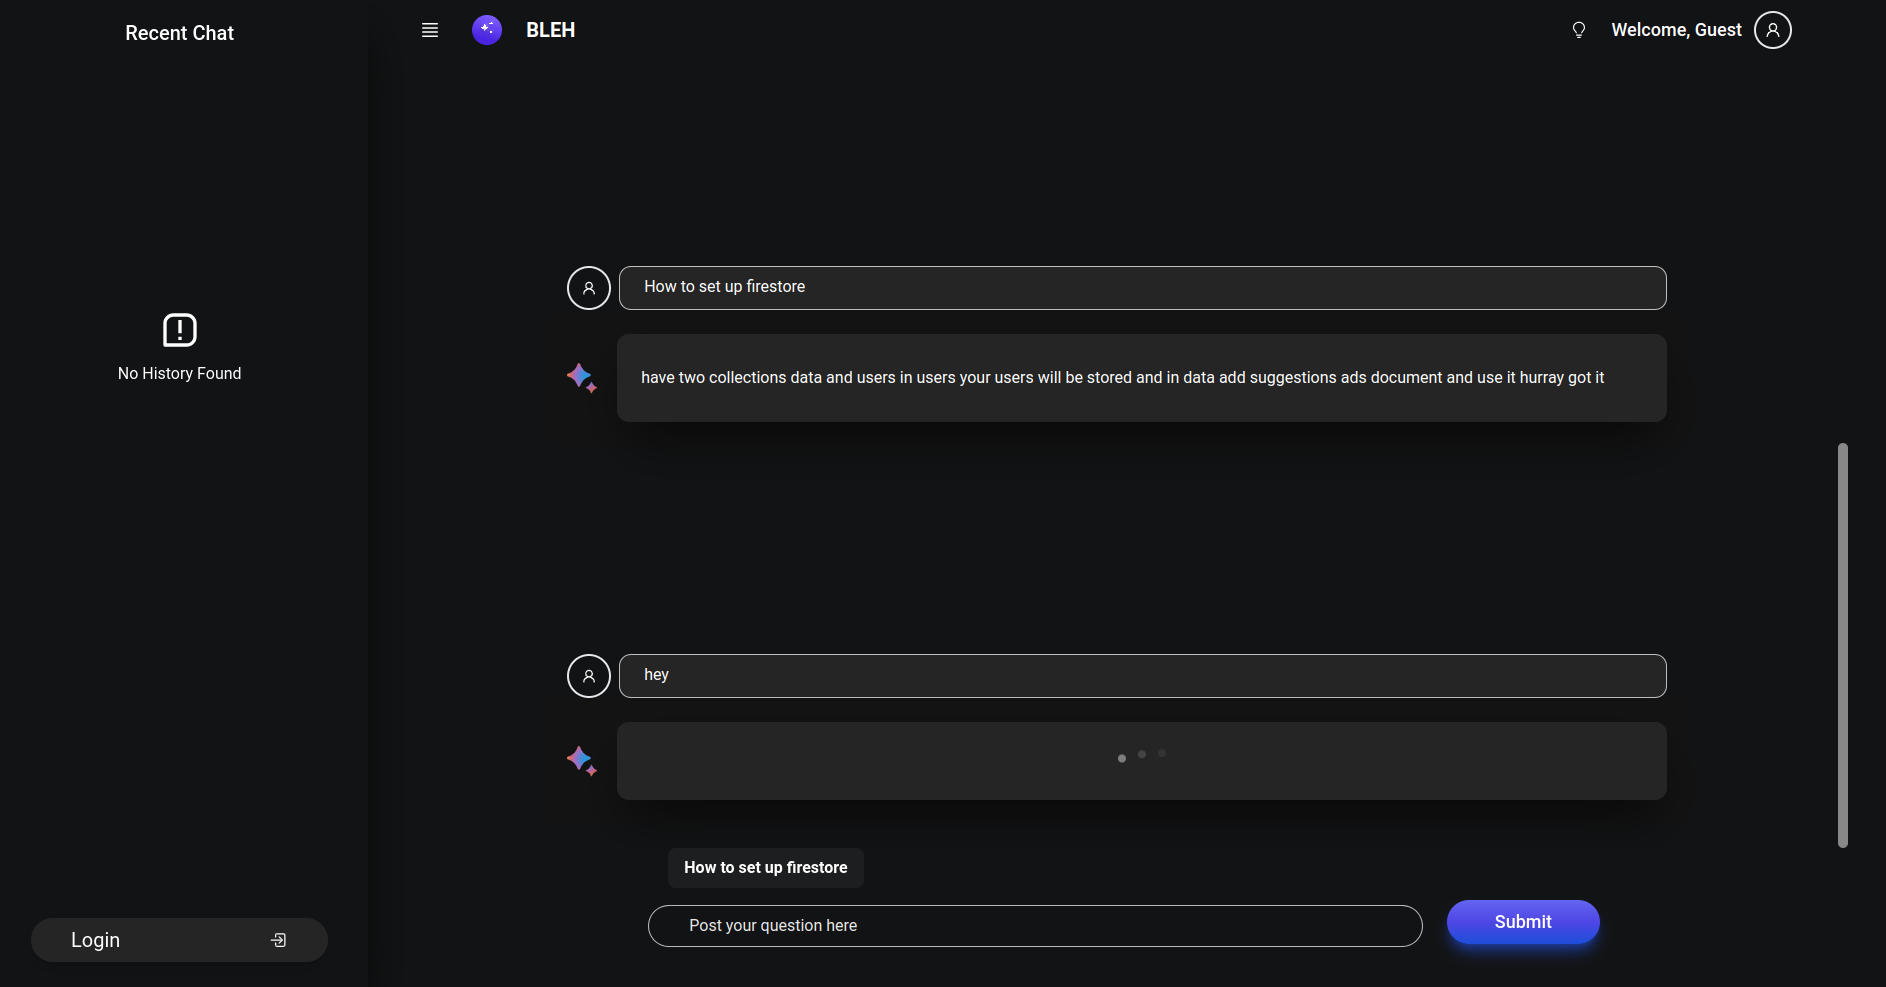 Recent Chat
BLEH
Welcome, Guest
No History Found
How to set up firestore
have two collections data and users in users your users will be stored and in data add suggestions ads document and use it hurray got it
hey
How to set up firestore
Post your question here
Submit
Login